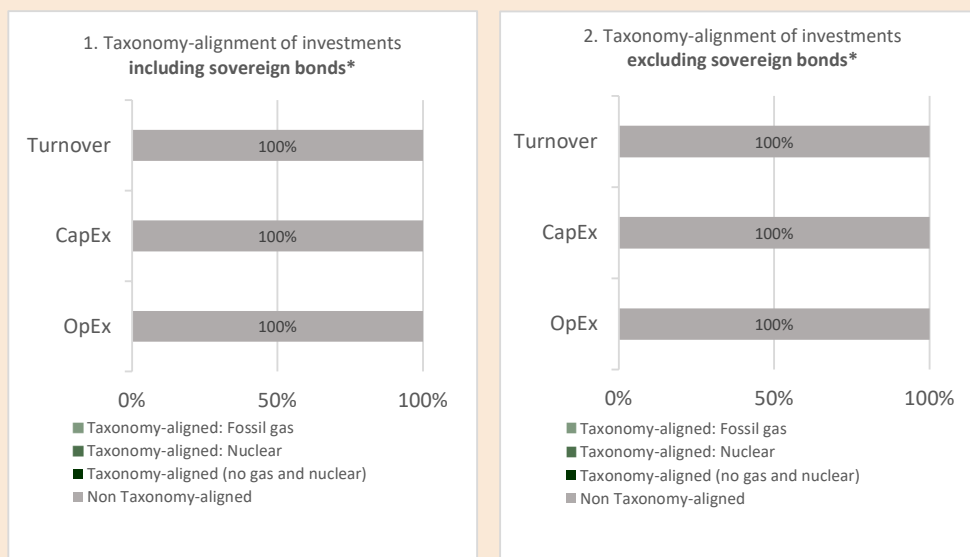 1. Taxonomy-alignment of investments
including sovereign bonds*
Turnover
100%
CapEx
100%
OpEx
100%
0%
50%
100%
Taxonomy-aligned: Fossil gas
Taxonomy-aligned: Nuclear
Taxonomy-aligned (no gas and nuclear)
Non Taxonomy-aligned
2. Taxonomy-alignment of investments
excluding sovereign bonds*
Turnover
100%
CapEx
100%
OpEx
100%
0%
50%
100%
Taxonomy-aligned: Fossil gas
Taxonomy-aligned: Nuclear
Taxonomy-aligned (no gas and nuclear)
Non Taxonomy-aligned